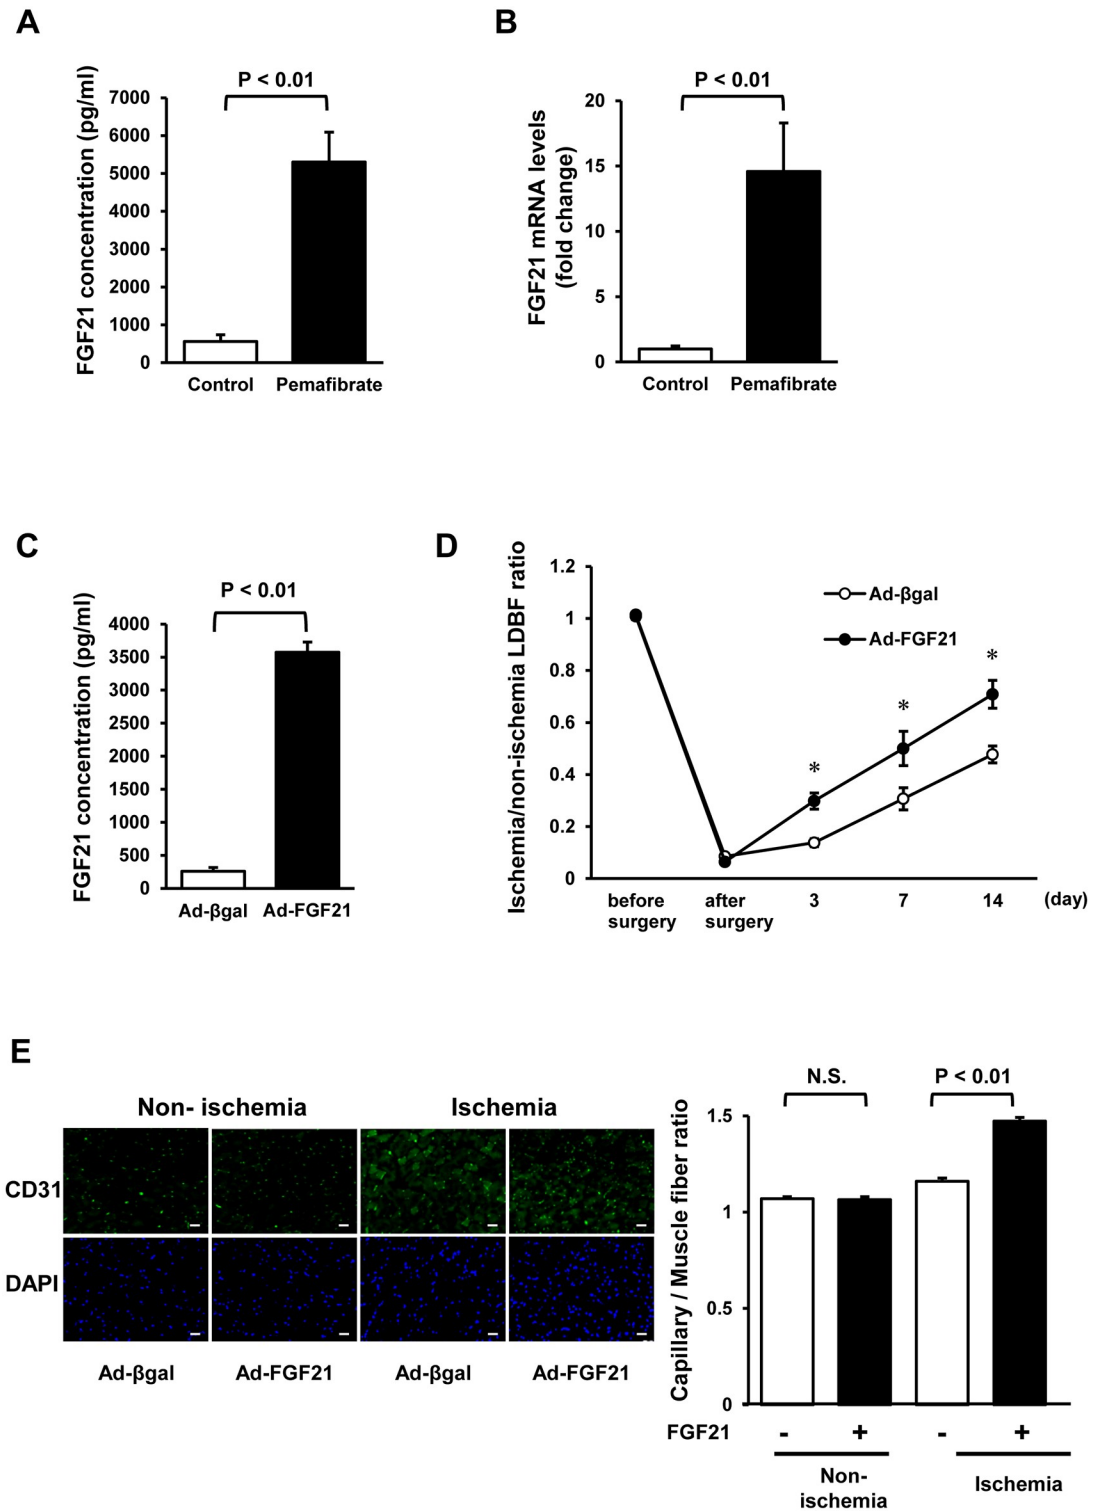 A
P < 0.01
FGF21 concentration (pg/ml)
7000
6000
5000
4000
3000
2000
1000
0
Control Pemafibrate
B
P < 0.01
FGF21 mRNA levels
(fold change)
20
15
10
5
0
Control Pemafibrate
C
P < 0.01
FGF21 concentration (pg/ml)
4000
3500
3000
2500
2000
1500
1000
500
0
Ad-βgal Ad-FGF21
D
Ischemia/non-ischemia LDBF ratio
1.2
1
0.8
0.6
0.4
0.2
0
Ad-βgal
Ad-FGF21
*
*
*
before
surgery
after
surgery
3 7 14 (day)
E
Non- ischemia Ischemia
CD31
DAPI
Ad-βgal Ad-FGF21 Ad-βgal Ad-FGF21
N.S. P < 0.01
Capillary / Muscle fiber ratio
1.5
1
0.5
0
FGF21 - + - +
Non-
ischemia
Ischemia